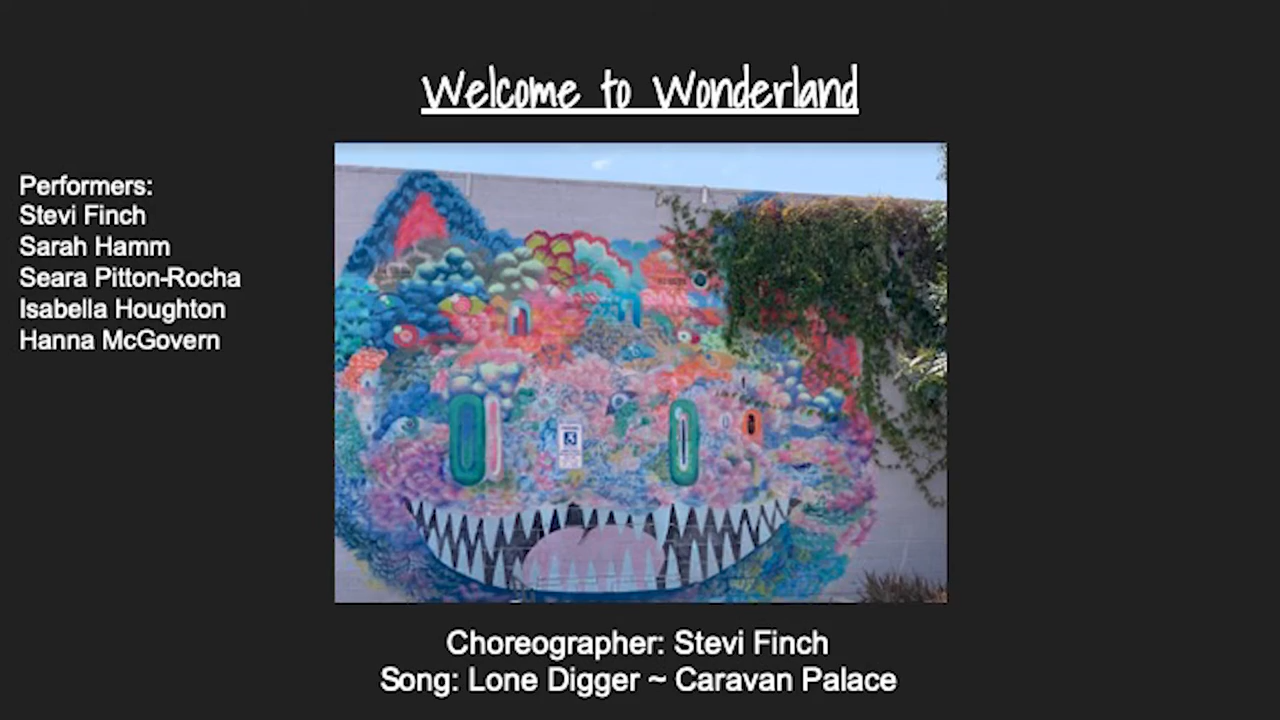 Welcome to Wonderland
Performers:
Stevi Finch
Sarah Hamm
Seara Pitton-Rocha
Isabella Houghton
Hanna McGovern
Choreographer: Stevi Finch
Song: Lone Digger ~ Caravan Palace